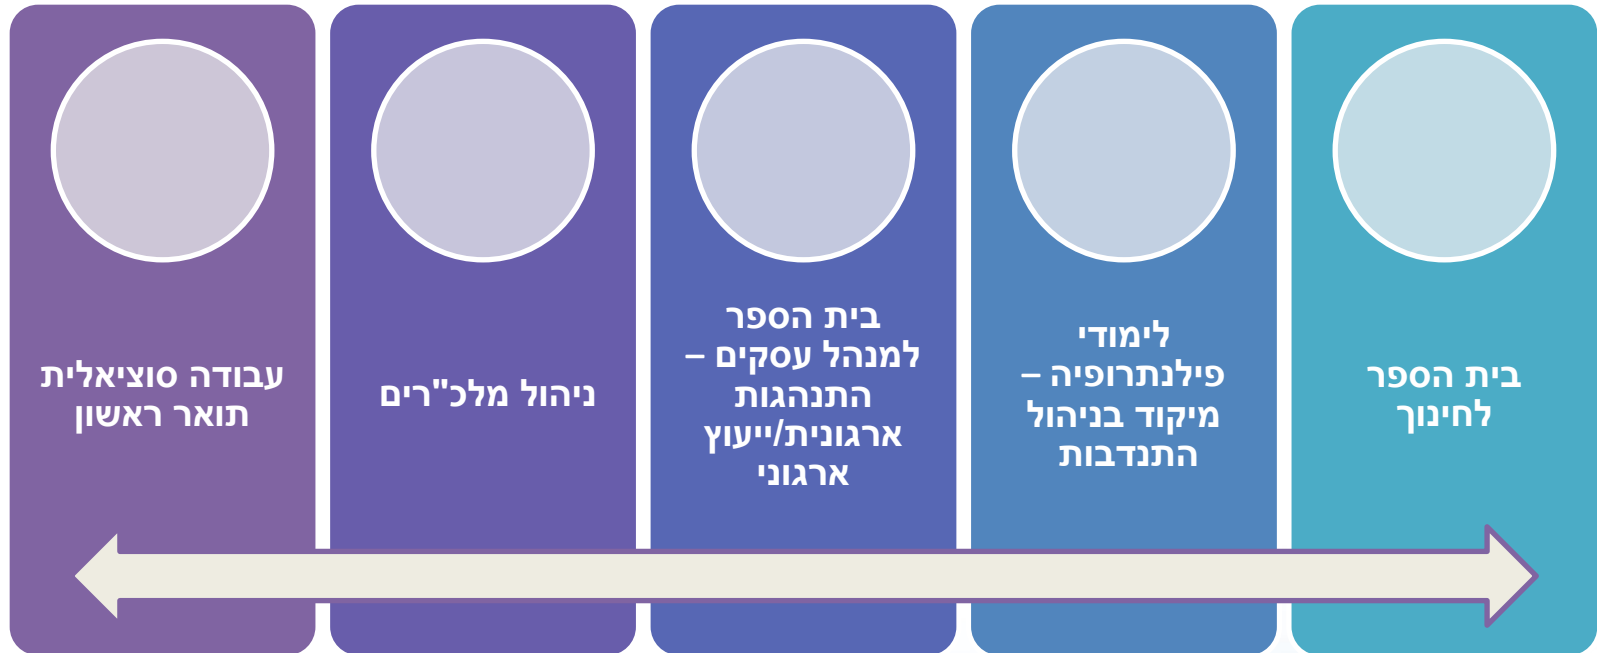 בית הספר
לחינוך
לימודי
פילנתרופיה –
מיקוד בניהול
התנדבות
בית הספר
למנהל עסקים –
התנהגות
ארגונית/ייעוץ
ארגוני
ניהול מלכ"רים
עבודה סוציאלית
תואר ראשון